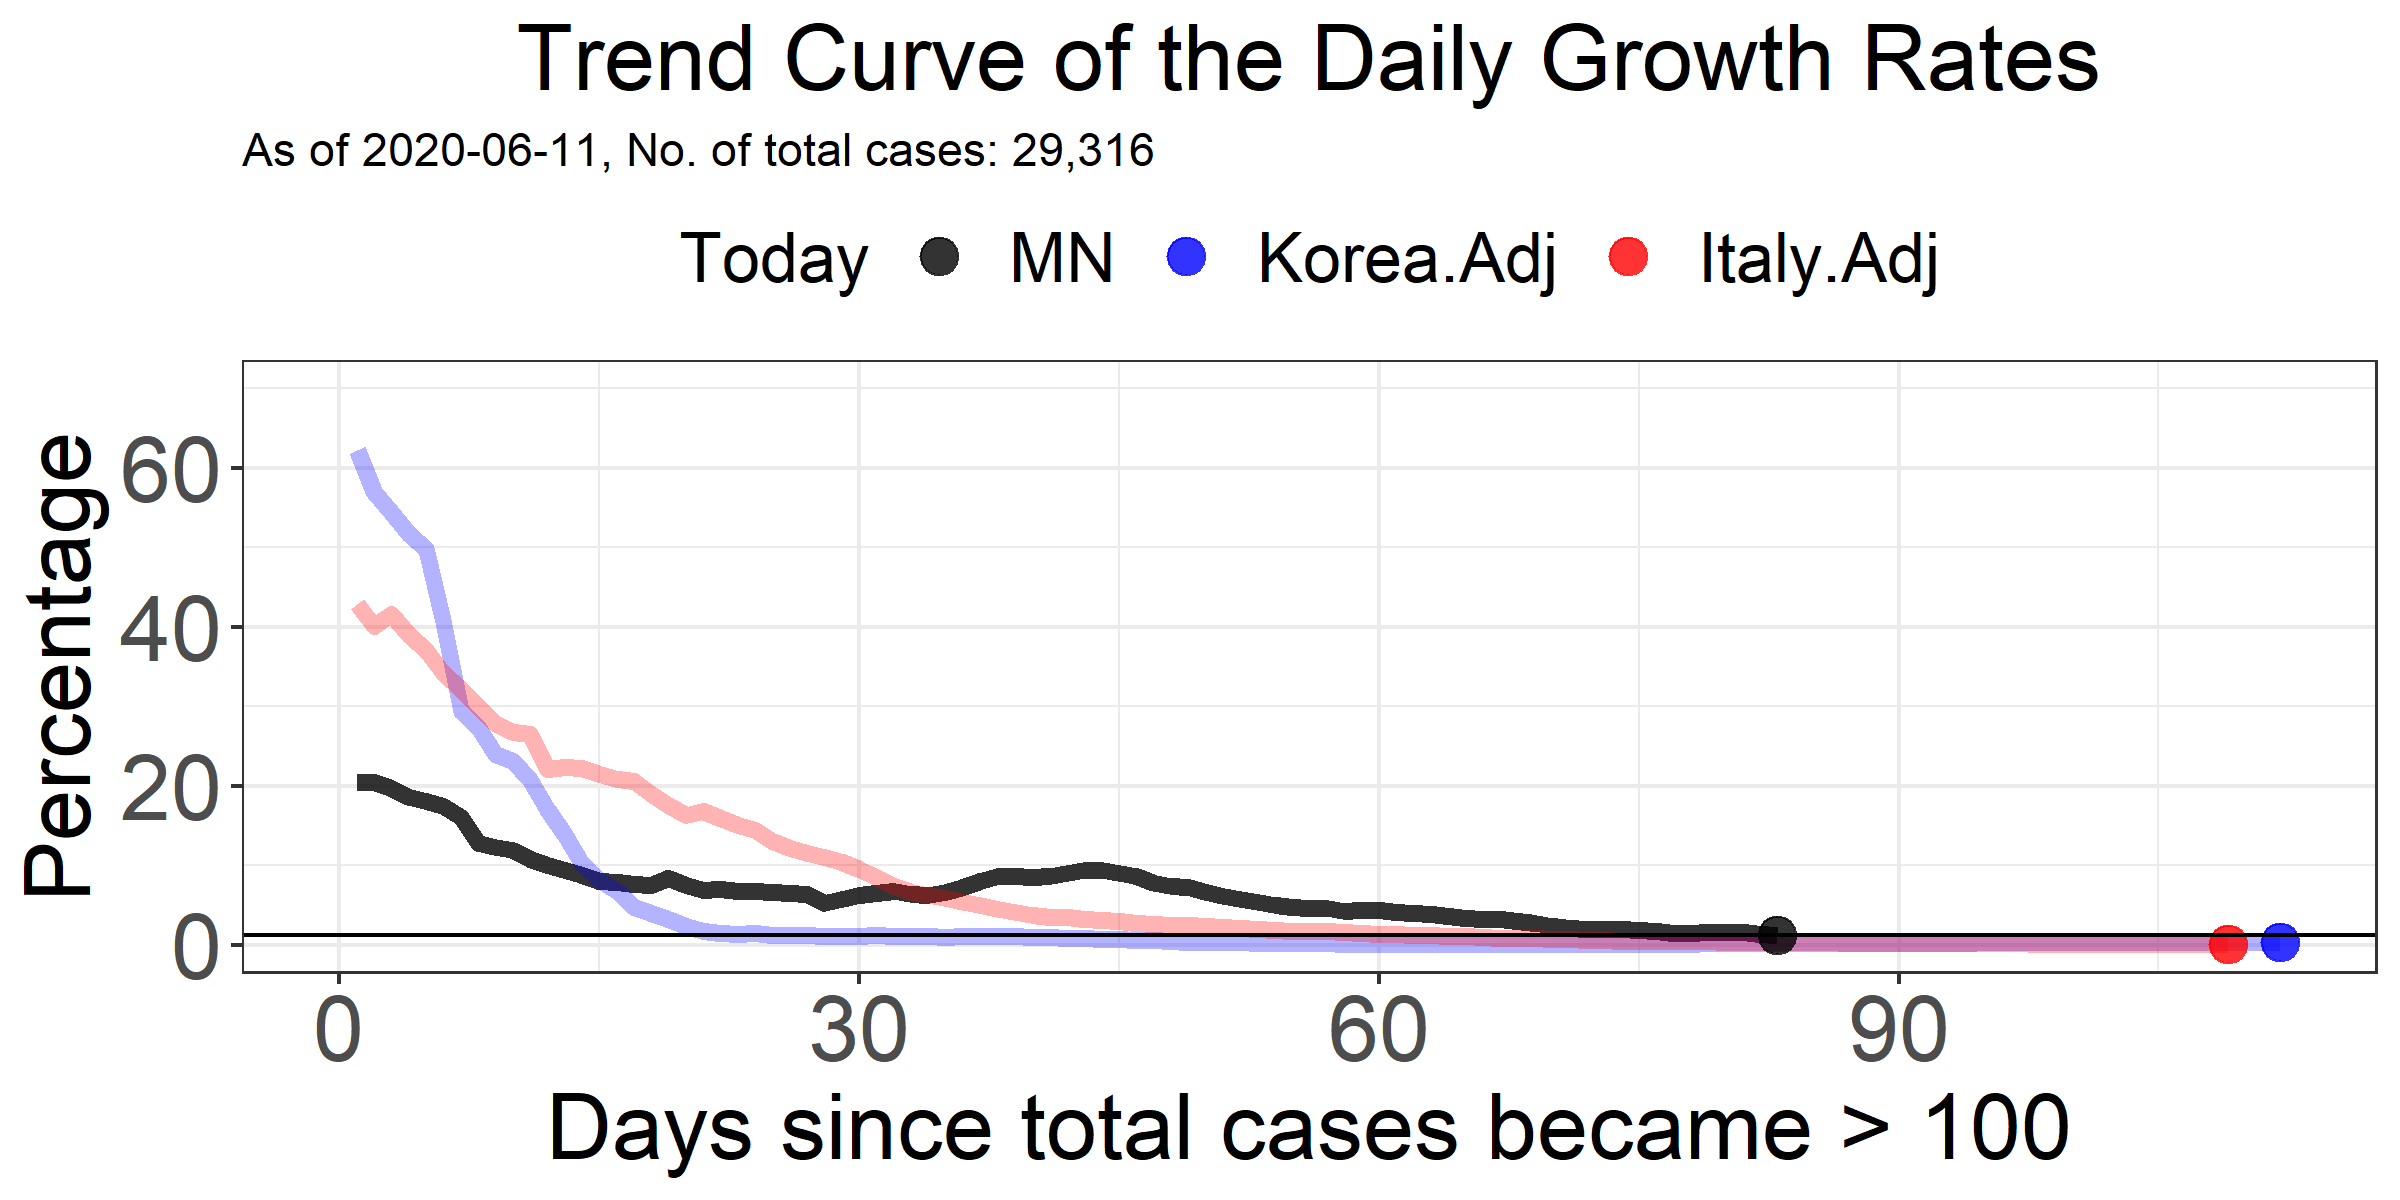 Trend Curve of the Daily Growth Rates
As of 2020-06-11, No. of total cases: 29,316
Today MN Korea.Adj Italy.Adj
Percentage
60
40
20
0
0 30 60 90
Days since total cases became > 100